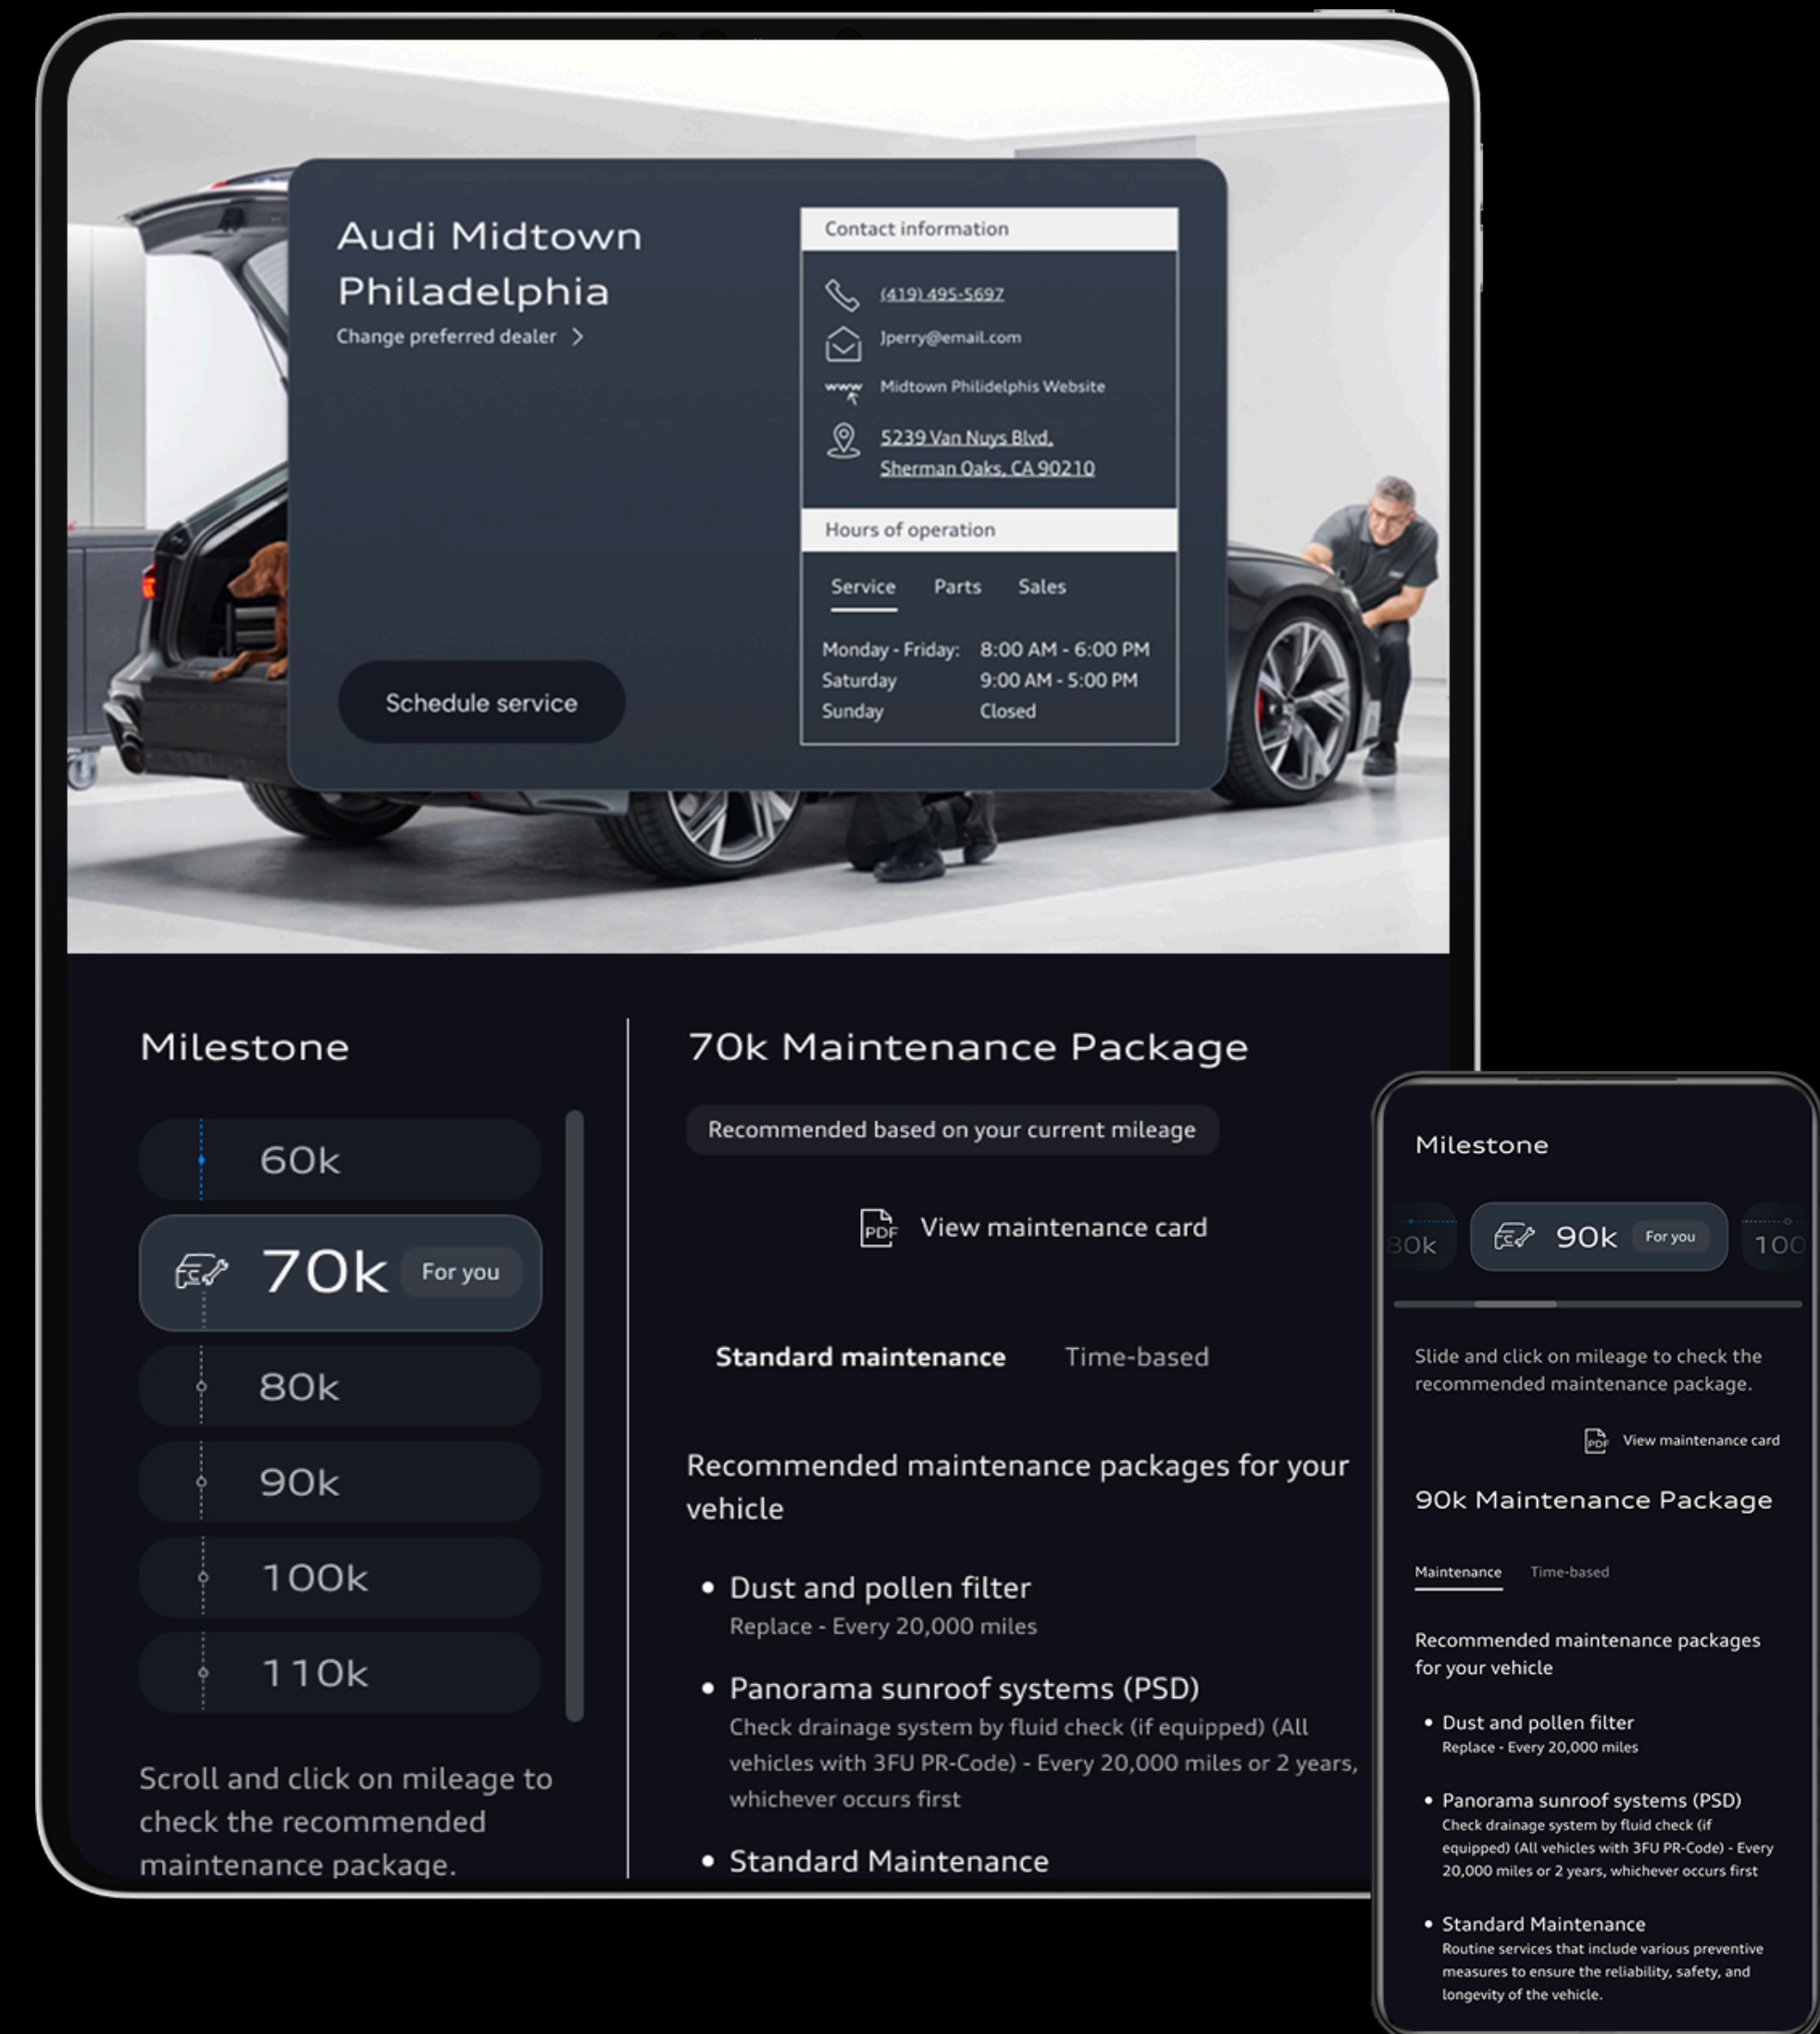 Audi Midtown
Philadelphia
Change preferred dealer
Schedule service
Contact information
(419) 495-5697
Jperry@email.com
www
Midtown Philidelphis Website
5239 Van Nuys Blvd,
Sherman Oaks, CA 90210
Hours of operation
Service Parts Sales
Monday - Friday: 8:00 AM - 6:00 PM
Saturday 9:00 AM - 5:00 PM
Sunday Closed
Milestone
60k
70k For you
80k
90k
100k
110k
Scroll and click on mileage to
check the recommended
maintenance package.
70k Maintenance Package
Recommended based on your current mileage
PDF View maintenance card
Standard maintenance Time-based
Recommended maintenance packages for your
vehicle
• Dust and pollen filter
Replace - Every 20,000 miles
• Panorama sunroof systems (PSD)
Check drainage system by fluid check (if equipped) (All
vehicles with 3FU PR-Code) - Every 20,000 miles or 2 years,
whichever occurs first
• Standard Maintenance
Milestone
80k 90k For you 100
Slide and click on mileage to check the
recommended maintenance package.
PDF View maintenance card
90k Maintenance Package
Maintenance Time-based
Recommended maintenance packages
for your vehicle
• Dust and pollen filter
Replace - Every 20,000 miles
• Panorama sunroof systems (PSD)
Check drainage system by fluid check (if
equipped) (All vehicles with 3FU PR-Code) - Every
20,000 miles or 2 years, whichever occurs first
• Standard Maintenance
Routine services that include various preventive
measures to ensure the reliability, safety, and
longevity of the vehicle.